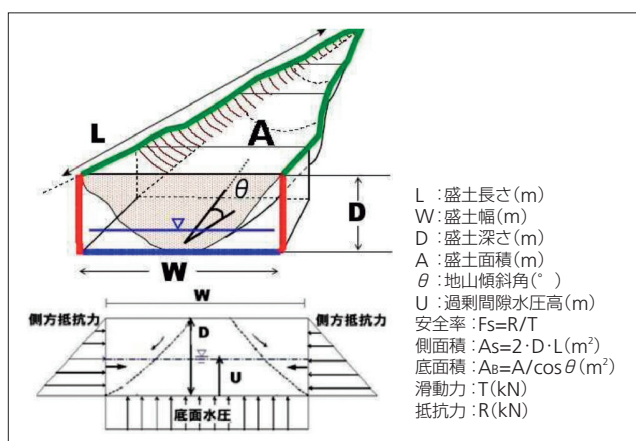 L
A
θ
D
W
W
側方抵抗力
側方抵抗力
D
U
底面水圧
L :盛土長さ(m)
W:盛土幅(m)
D :盛土深さ(m)
A :盛土面積(m)
θ :地山傾斜角(°)
U :過剰間隙水圧高(m)
安全率:Fs=R/T
側面積:As=2・D・L(m²)
底面積:AB=A/cosθ(m²)
滑動力:T(kN)
抵抗力:R(kN)